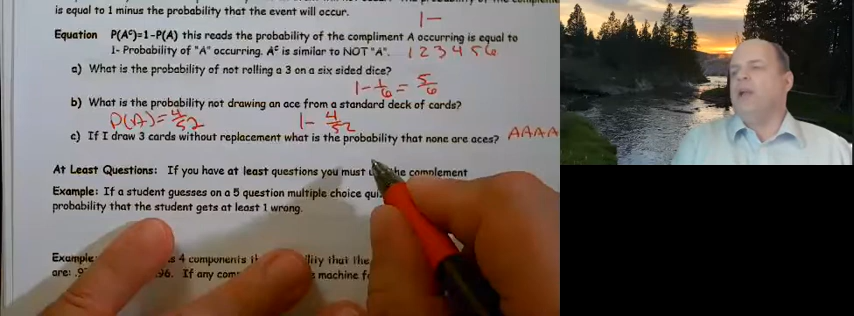 is equal to 1 minus the probability that the event will occur.
1 –
Equation P(Aᶜ)=1-P(A) this reads the probability of the compliment A occurring is equal to
1- Probability of "A" occurring. Aᶜ is similar to NOT "A". 1 2 3 4 5 6
a) What is the probability of not rolling a 3 on a six sided dice?
1 - 1/6 = 5/6
b) What is the probability not drawing an ace from a standard deck of cards?
P(A)=4/52 1 - 4/52
c) If I draw 3 cards without replacement what is the probability that none are aces? AAAA
At Least Questions: If you have at least questions you must the complement
Example: If a student guesses on a 5 question multiple choice
probability that the student gets at least 1 wrong.
Example 4 components that the
are: .9 96. If any machine